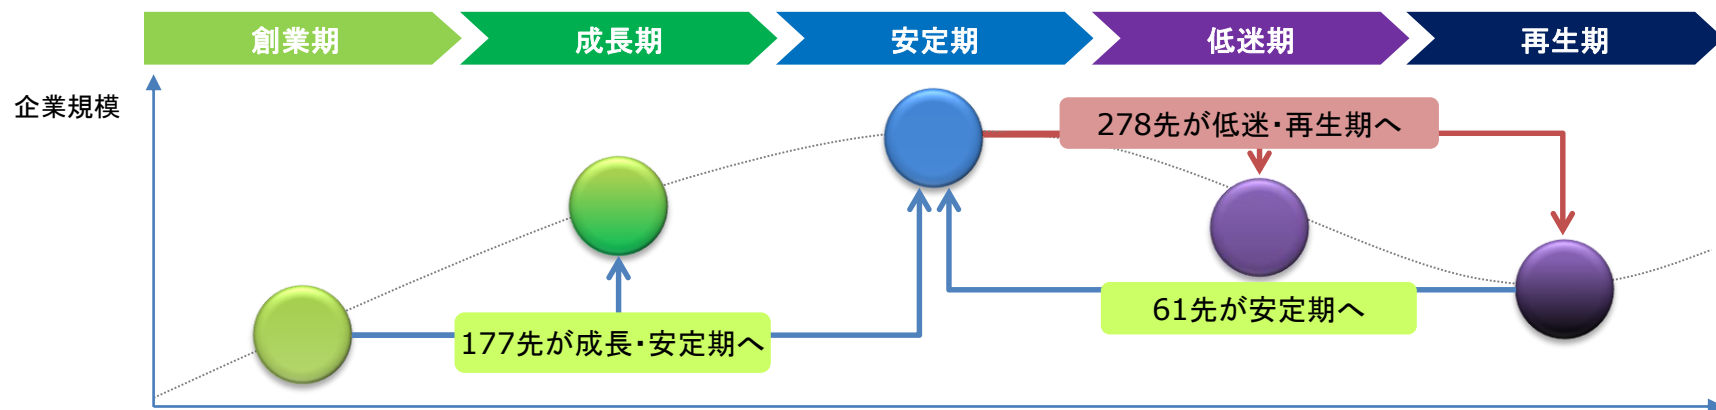 創業期
成長期
安定期
低迷期
再生期
企業規模
278先が低迷・再生期へ
61先が安定期へ
177先が成長・安定期へ